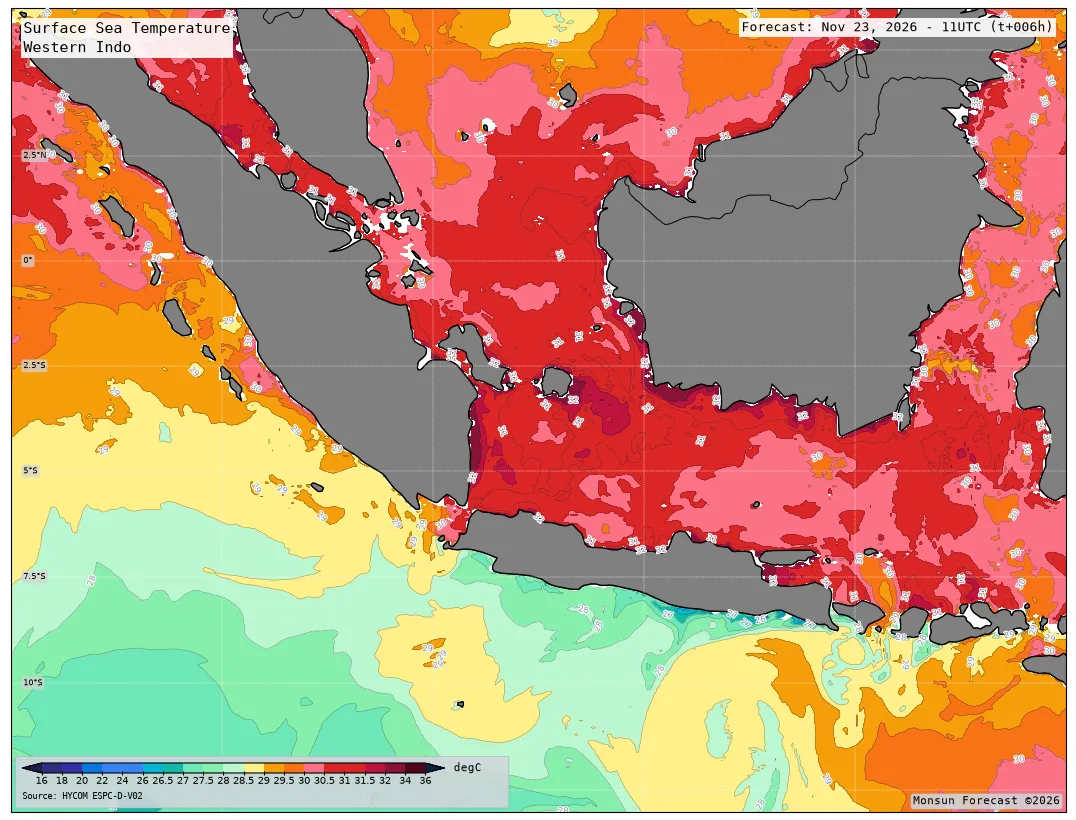 Surface Sea Temperature
Western Indo
Forecast: Nov 23, 2026 - 11UTC (t+006h)
2.5°N
0°
2.5°S
5°S
7.5°S
10°S
degC
16 18 20 22 24 26 26.5 27 27.5 28 28.5 29 29.5 30 30.5 31 31.5 32 34 36
Source: HYCOM ESPC-D-V02
Monsun Forecast ©2026